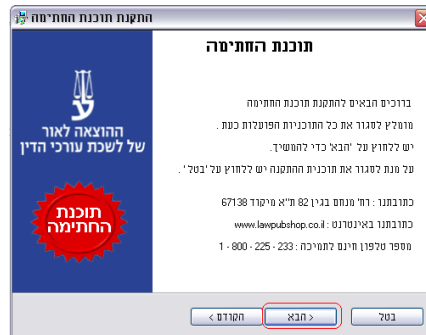 התקנת תוכנת החתימה
תוכנת החתימה
ההוצאה לאור
של לשכת עורכי הדין
תוכנת
החתימה
ברוכים הבאים להתקנת תוכנת החתימה
מומלץ לסגור את כל התוכניות הפועלות כעת .
יש ללחוץ על 'הבא' כדי להמשיך.
על מנת לסגור את תוכנית ההתקנה יש ללחוץ על 'בטל' .
כתובתנו : דח' מנחם בגין 82 ת"א מיקוד 67138
כתובתנו באינטרנט : www.lawpubshop.co.il
מספר טלפון חינם לתמיכה : 1 - 800 - 225 - 233
בטל
הבא >
< הקודם